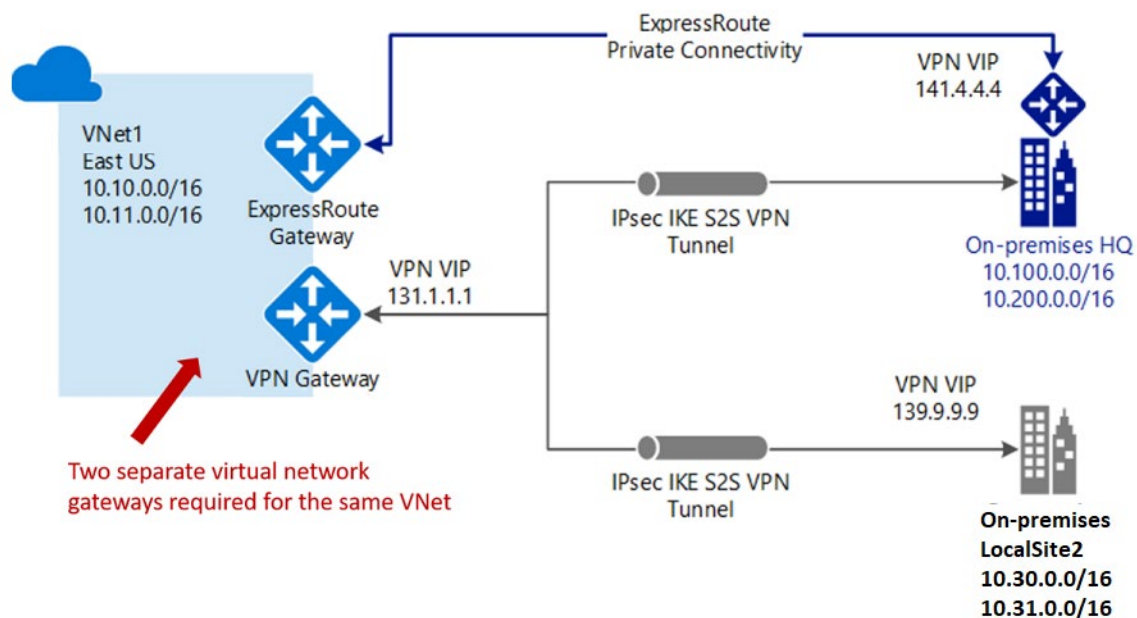 ExpressRoute
Private Connectivity
VPN VIP
141.4.4.4
VNet1
East US
10.10.0.0/16
10.11.0.0/16
ExpressRoute
Gateway
IPsec IKE S2S VPN
Tunnel
On-premises HQ
10.100.0.0/16
10.200.0.0/16
VPN VIP
131.1.1.1
VPN Gateway
VPN VIP
139.9.9.9
Two separate virtual network
gateways required for the same VNet
IPsec IKE S2S VPN
Tunnel
On-premises
LocalSite2
10.30.0.0/16
10.31.0.0/16